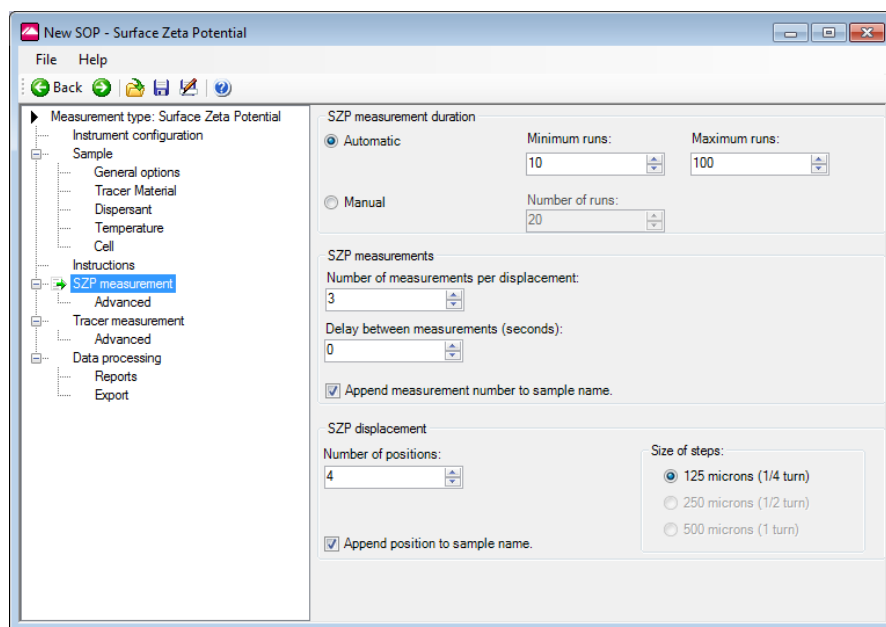 New SOP - Surface Zeta Potential
File Help
Back
Measurement type: Surface Zeta Potential
Instrument configuration
Sample
General options
Tracer Material
Dispersant
Temperature
Cell
Instructions
SZP measurement
Advanced
Tracer measurement
Advanced
Data processing
Reports
Export
SZP measurement duration
Automatic
Minimum runs:
Maximum runs:
10
100
Manual
Number of runs:
20
SZP measurements
Number of measurements per displacement:
3
Delay between measurements (seconds):
0
Append measurement number to sample name.
SZP displacement
Number of positions:
4
Append position to sample name.
Size of steps:
125 microns (1/4 turn)
250 microns (1/2 turn)
500 microns (1 turn)